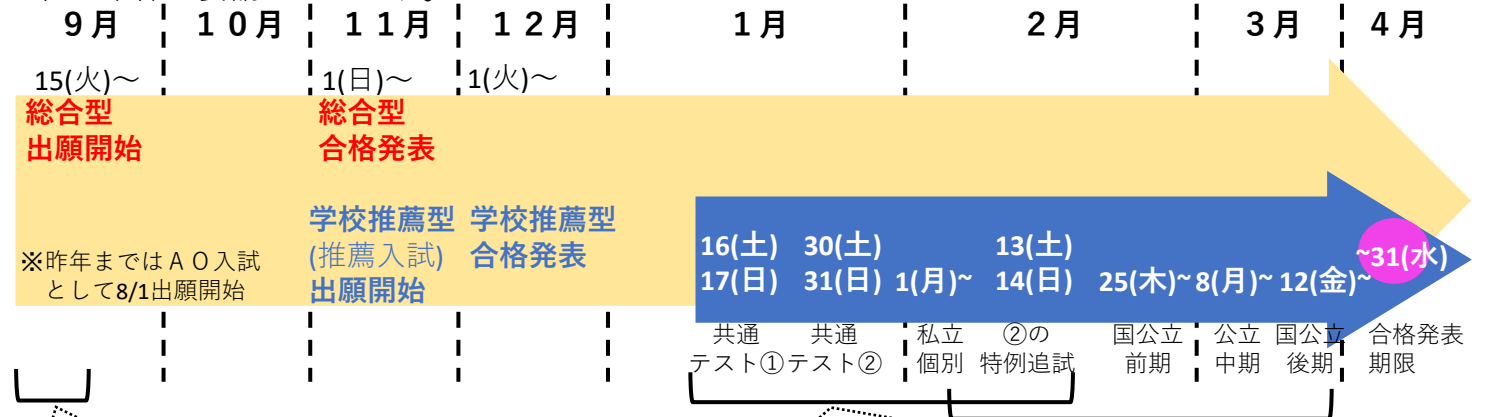 9月 10月 11月 12月 1月 2月 3月 4月
15(火)～ 1(日)～ 1(火)～
総合型 総合型
出願開始 合格発表
学校推薦型 学校推薦型
(推薦入試) 合格発表
出願開始
※昨年まではＡＯ入試
として8/1出願開始
16(土) 30(土) 13(土)
17(日) 31(日) 1(月)~ 14(日) 25(木)~ 8(月)~ 12(金)~ ~31(水)
共通 共通 私立 ②の 国公立 公立 国公立 合格発表
テスト① テスト② 個別 特例追試 前期 中期 後期 期限